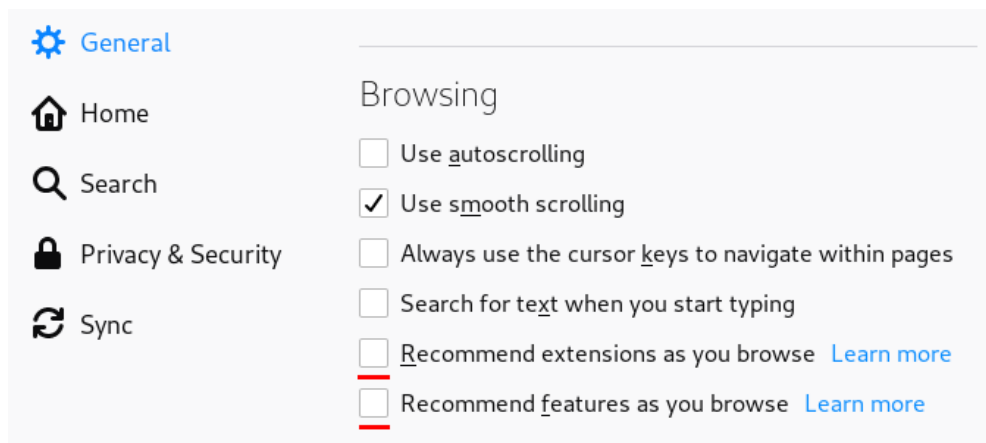 General
Home
Search
Privacy & Security
Sync
Browsing
Use autoscrolling
Use smooth scrolling
Always use the cursor keys to navigate within pages
Search for text when you start typing
Recommend extensions as you browse Learn more
Recommend features as you browse Learn more